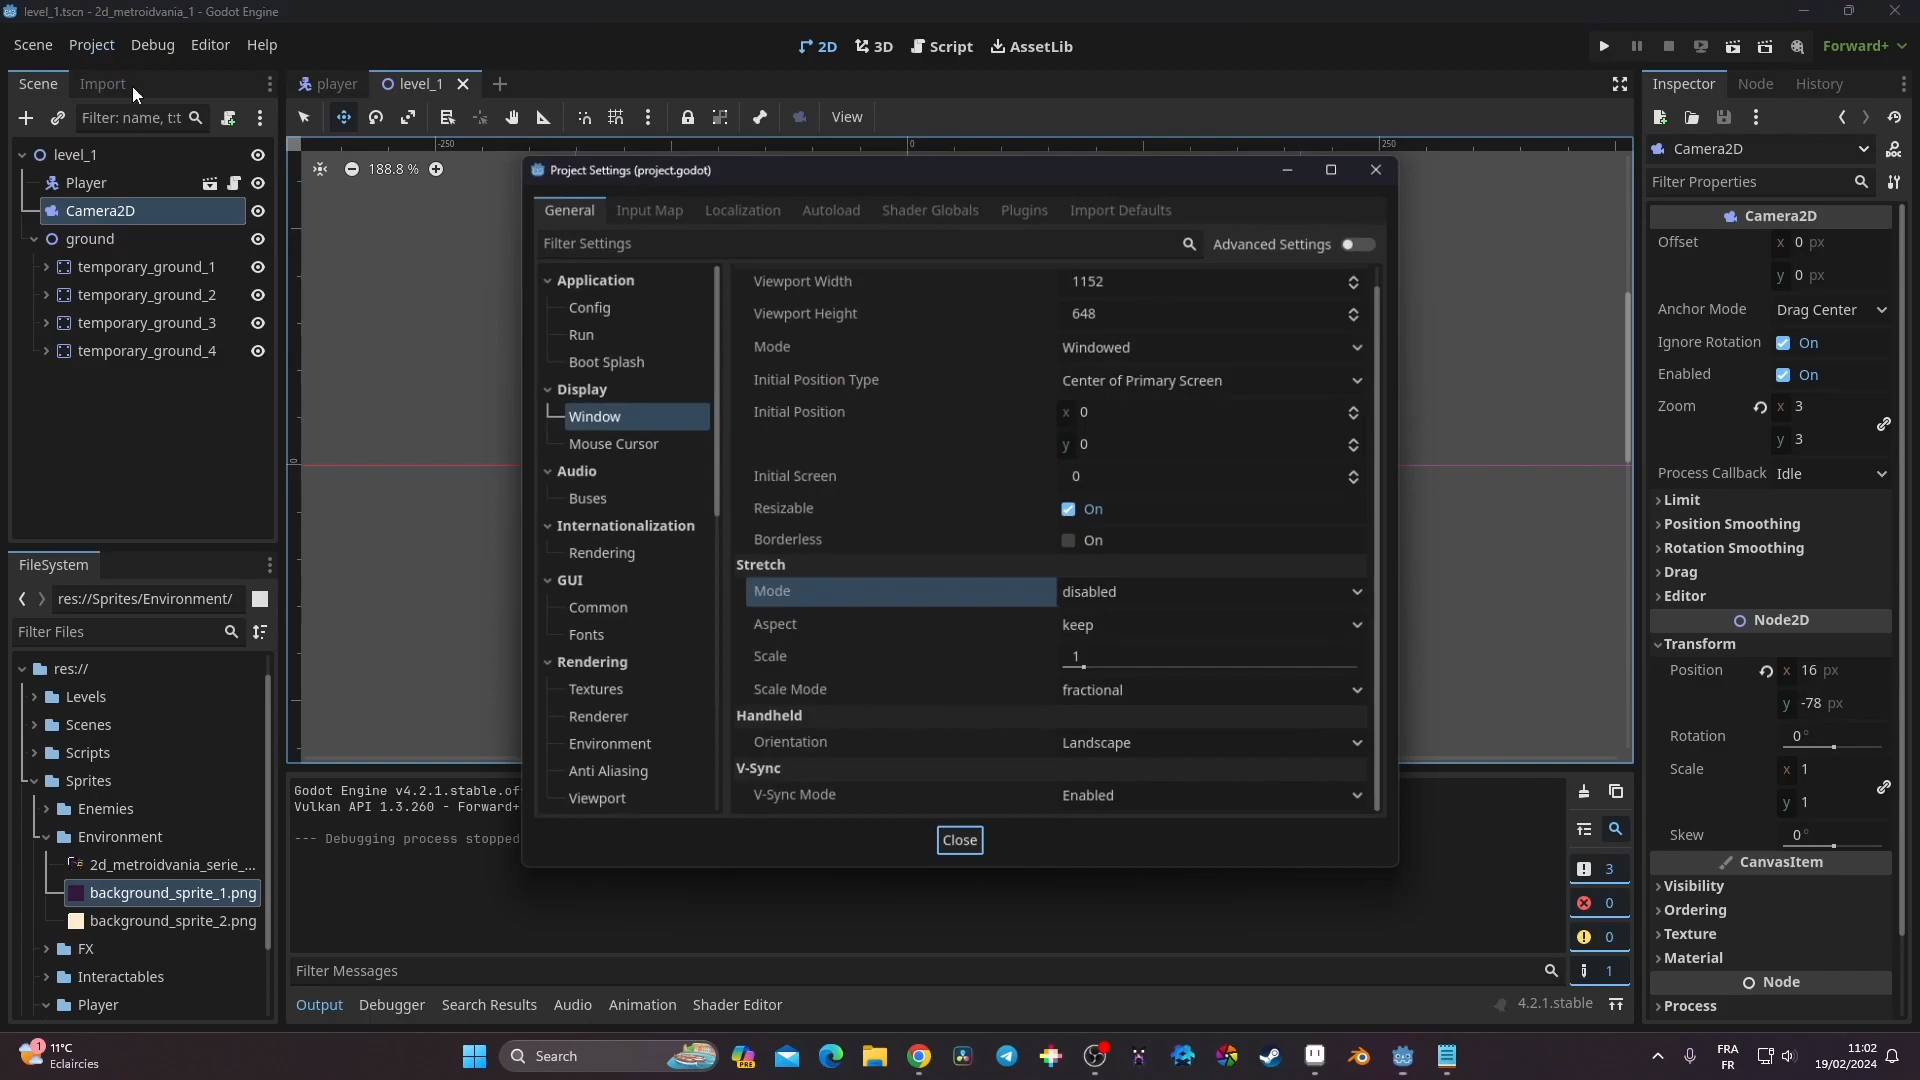 level_1.tscn - 2d_metroidvania_1 - Godot Engine
Scene Project Debug Editor Help
2D 3D Script AssetLib
Forward+
Scene Import
player level_1
Inspector Node History
Filter: name, t:t
View
188.8 %
-250 0 250
level_1
Player
Camera2D
ground
temporary_ground_1
temporary_ground_2
temporary_ground_3
temporary_ground_4
FileSystem
res://Sprites/Environment/
Filter Files
res://
Levels
Scenes
Scripts
Sprites
Enemies
Environment
2d_metroidvania_serie_...
background_sprite_1.png
background_sprite_2.png
FX
Interactables
Player
Project Settings (project.godot)
General Input Map Localization Autoload Shader Globals Plugins Import Defaults
Filter Settings
Advanced Settings
Application
Config
Run
Boot Splash
Display
Window
Mouse Cursor
Audio
Buses
Internationalization
Rendering
GUI
Common
Fonts
Rendering
Textures
Renderer
Environment
Anti Aliasing
Viewport
Viewport Width 1152
Viewport Height 648
Mode Windowed
Initial Position Type Center of Primary Screen
Initial Position x 0
y 0
Initial Screen 0
Resizable On
Borderless On
Stretch
Mode disabled
Aspect keep
Scale 1
Scale Mode fractional
Handheld
Orientation Landscape
V-Sync
V-Sync Mode Enabled
Close
Godot Engine v4.2.1.stable.of
Vulkan API 1.3.260 - Forward+
--- Debugging process stopped
3
0
0
1
Filter Messages
Output Debugger Search Results Audio Animation Shader Editor
4.2.1.stable
Camera2D
Filter Properties
Camera2D
Offset x 0 px
y 0 px
Anchor Mode Drag Center
Ignore Rotation On
Enabled On
Zoom x 3
y 3
Process Callback Idle
Limit
Position Smoothing
Rotation Smoothing
Drag
Editor
Node2D
Transform
Position x 16 px
y -78 px
Rotation 0 °
Scale x 1
y 1
Skew 0 °
CanvasItem
Visibility
Ordering
Texture
Material
Node
Process
1
11°C
Eclaircies
Search
PRE
FRA
FR
11:02
19/02/2024